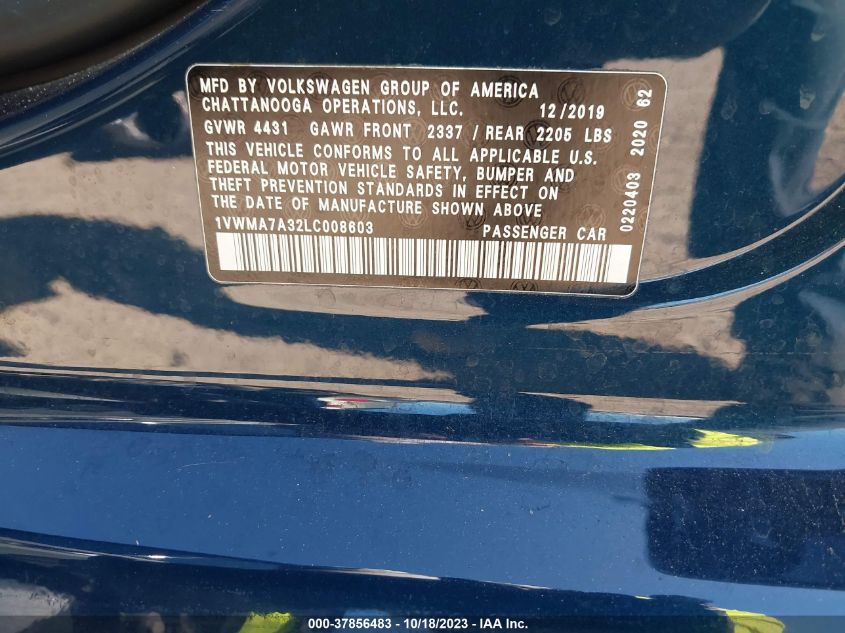 MFD BY VOLKSWAGEN GROUP OF AMERICA
CHATTANOOGA OPERATIONS, LLC. 12/2019
GVWR 4431 GAWR FRONT 2337 / REAR 2205 LBS
THIS VEHICLE CONFORMS TO ALL APPLICABLE U.S.
FEDERAL MOTOR VEHICLE SAFETY, BUMPER AND
THEFT PREVENTION STANDARDS IN EFFECT ON
THE DATE OF MANUFACTURE SHOWN ABOVE
1VWMA7A32LC008603 PASSENGER CAR
0220403 2020 62
000-37856483 - 10/18/2023 - IAA Inc.